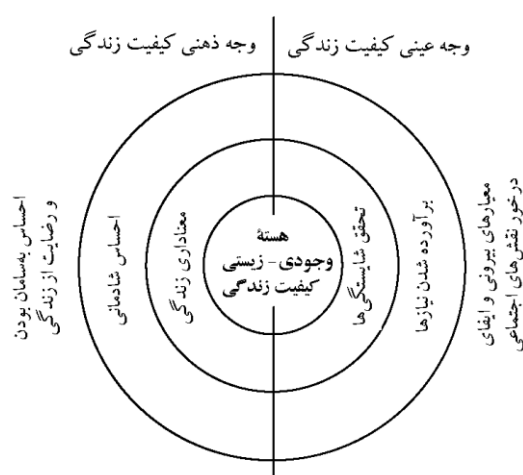 وجه عینی کیفیت زندگی
وجه ذهنی کیفیت زندگی
معیارهای بیرونی و ایفای
درخور نقش‌های اجتماعی
برآورده شدن نیازها
تحقق شایستگی‌ها
هستهٔ
وجودی - زیستی
کیفیت زندگی
معناداری زندگی
احساس شادمانی
احساس به‌سامان بودن
و رضایت از زندگی